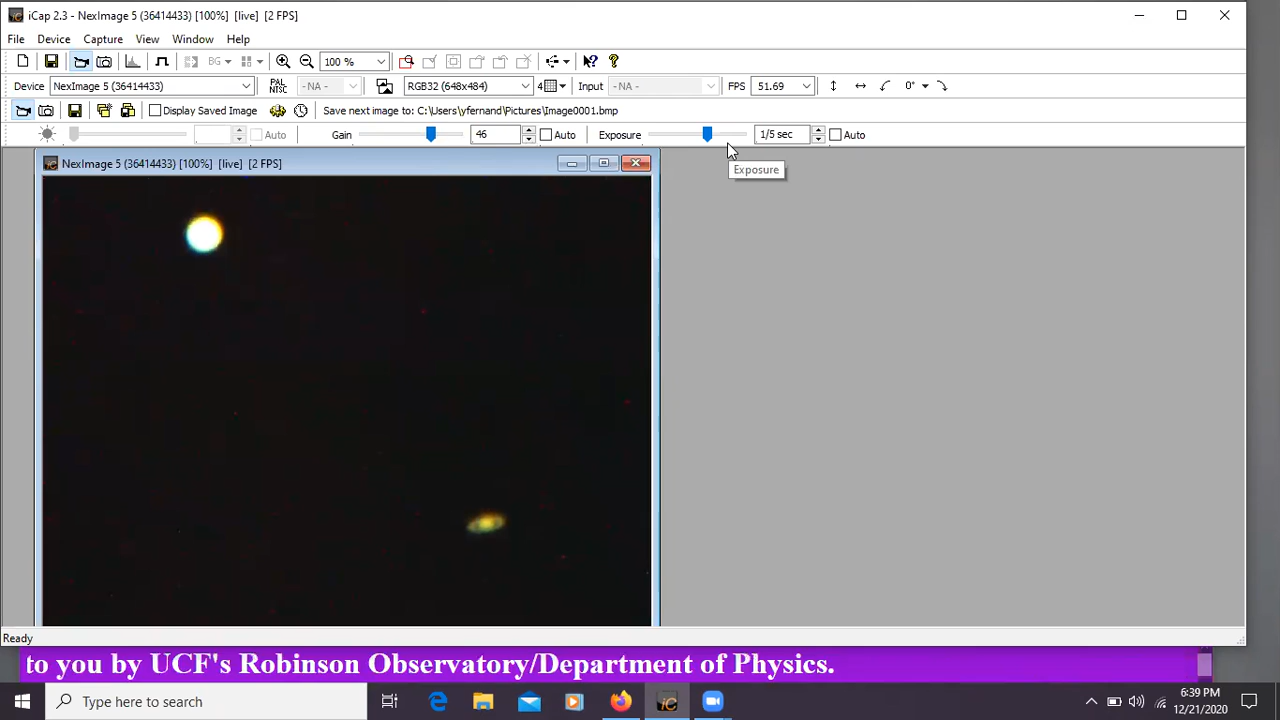 iCap 2.3 - NexImage 5 (36414433) [100%] [live] [2 FPS]
File Device Capture View Window Help
BG 100 %
Device NexImage 5 (36414433) PAL NTSC - NA - RGB32 (648x484) 4 Input - NA - FPS 51.69 0°
Display Saved Image Save next image to: C:\Users\yfernand\Pictures\Image0001.bmp
Auto Gain 46 Auto Exposure 1/5 sec Auto
NexImage 5 (36414433) [100%] [live] [2 FPS]
Exposure
Ready
to you by UCF's Robinson Observatory/Department of Physics.
Type here to search
iC
6:39 PM
12/21/2020